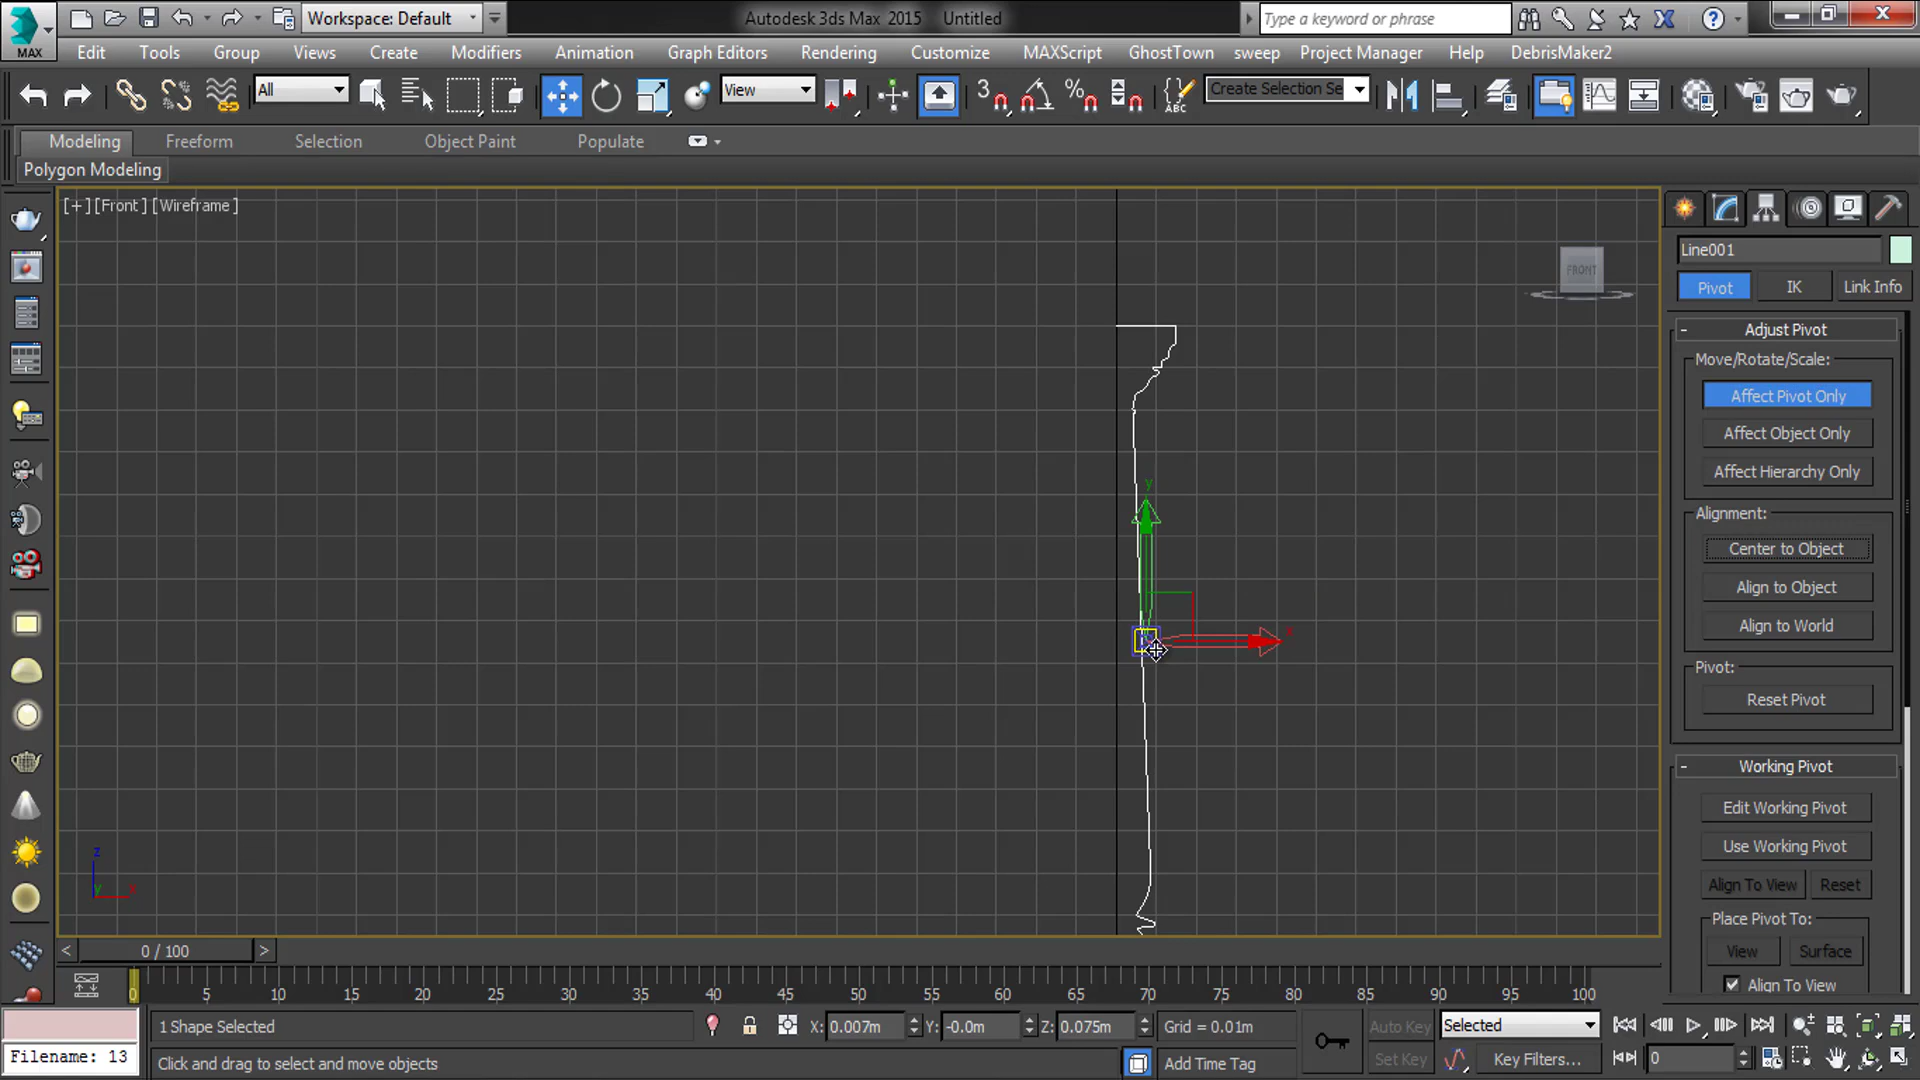 MAX
Workspace: Default
Autodesk 3ds Max 2015 Untitled
Type a keyword or phrase
Edit Tools Group Views Create Modifiers Animation Graph Editors Rendering Customize MAXScript GhostTown sweep Project Manager Help DebrisMaker2
All
View
3
%
ABC
Create Selection Se
Modeling Freeform Selection Object Paint Populate
Polygon Modeling
[+][Front][Wireframe]
FRONT
y
x
z
y x
Line001
Pivot IK Link Info
- Adjust Pivot
Move/Rotate/Scale:
Affect Pivot Only
Affect Object Only
Affect Hierarchy Only
Alignment:
Center to Object
Align to Object
Align to World
Pivot:
Reset Pivot
- Working Pivot
Edit Working Pivot
Use Working Pivot
Align To View Reset
Place Pivot To:
View Surface
Align To View
< 0 / 100 >
0 5 10 15 20 25 30 35 40 45 50 55 60 65 70 75 80 85 90 95 100
1 Shape Selected X: 0.007m Y: -0.0m Z: 0.075m Grid = 0.01m Auto Key Selected
Filename: 13 Click and drag to select and move objects Add Time Tag Set Key Key Filters... 0